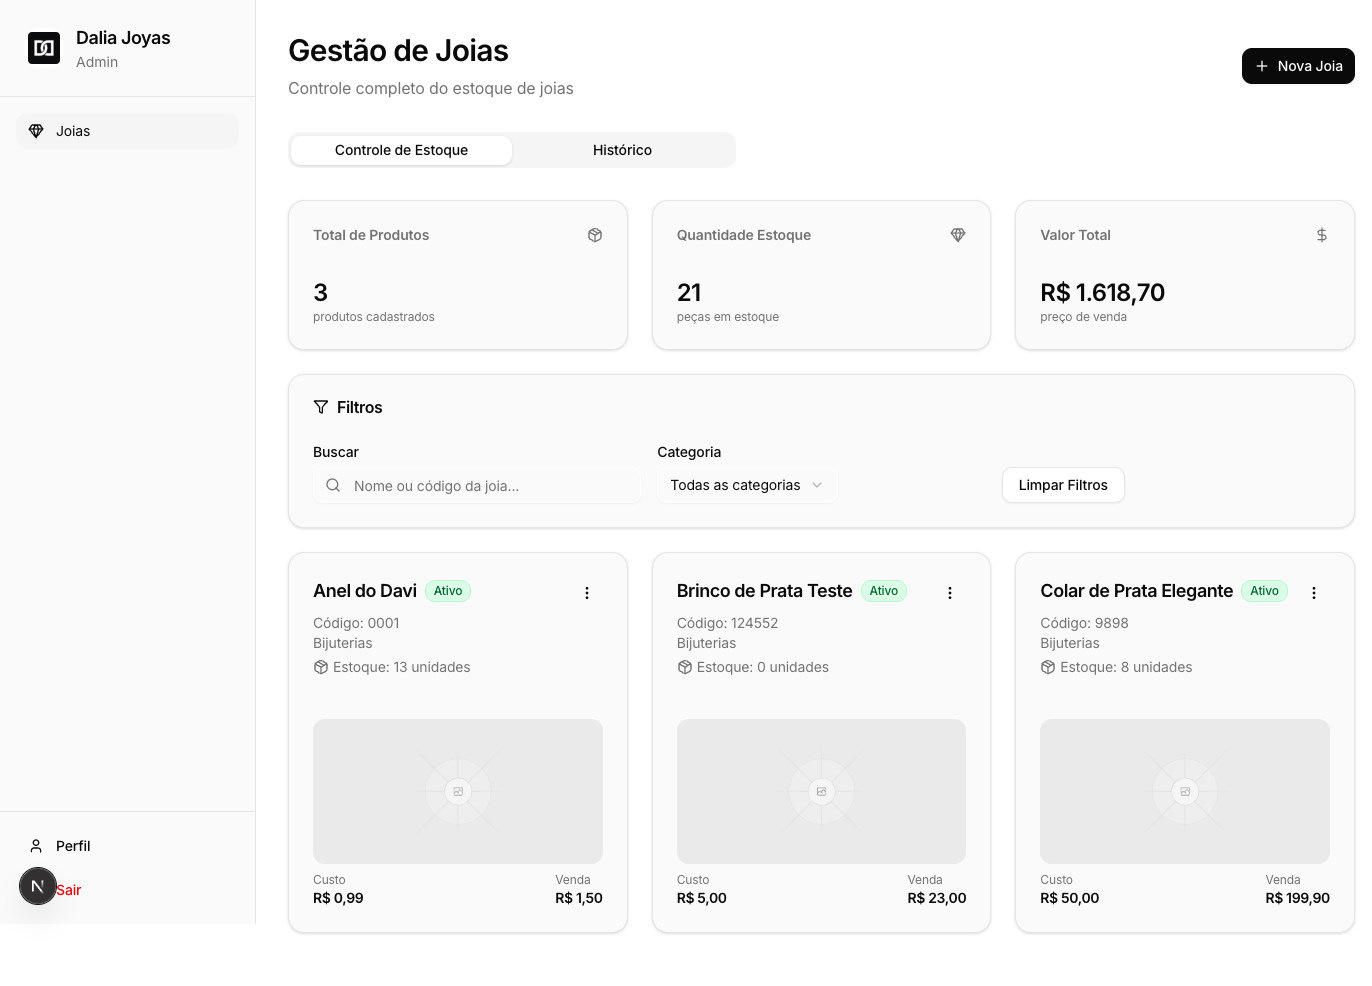 Dalia Joyas
Admin
Joias
Perfil
N
Sair
Gestão de Joias
Controle completo do estoque de joias
Nova Joia
Controle de Estoque
Histórico
Total de Produtos
3
produtos cadastrados
Quantidade Estoque
21
peças em estoque
Valor Total
R$ 1.618,70
preço de venda
Filtros
Buscar
Nome ou código da joia...
Categoria
Todas as categorias
Limpar Filtros
Anel do Davi Ativo
Código: 0001
Bijuterias
Estoque: 13 unidades
Custo Venda
R$ 0,99 R$ 1,50
Brinco de Prata Teste Ativo
Código: 124552
Bijuterias
Estoque: 0 unidades
Custo Venda
R$ 5,00 R$ 23,00
Colar de Prata Elegante Ativo
Código: 9898
Bijuterias
Estoque: 8 unidades
Custo Venda
R$ 50,00 R$ 199,90